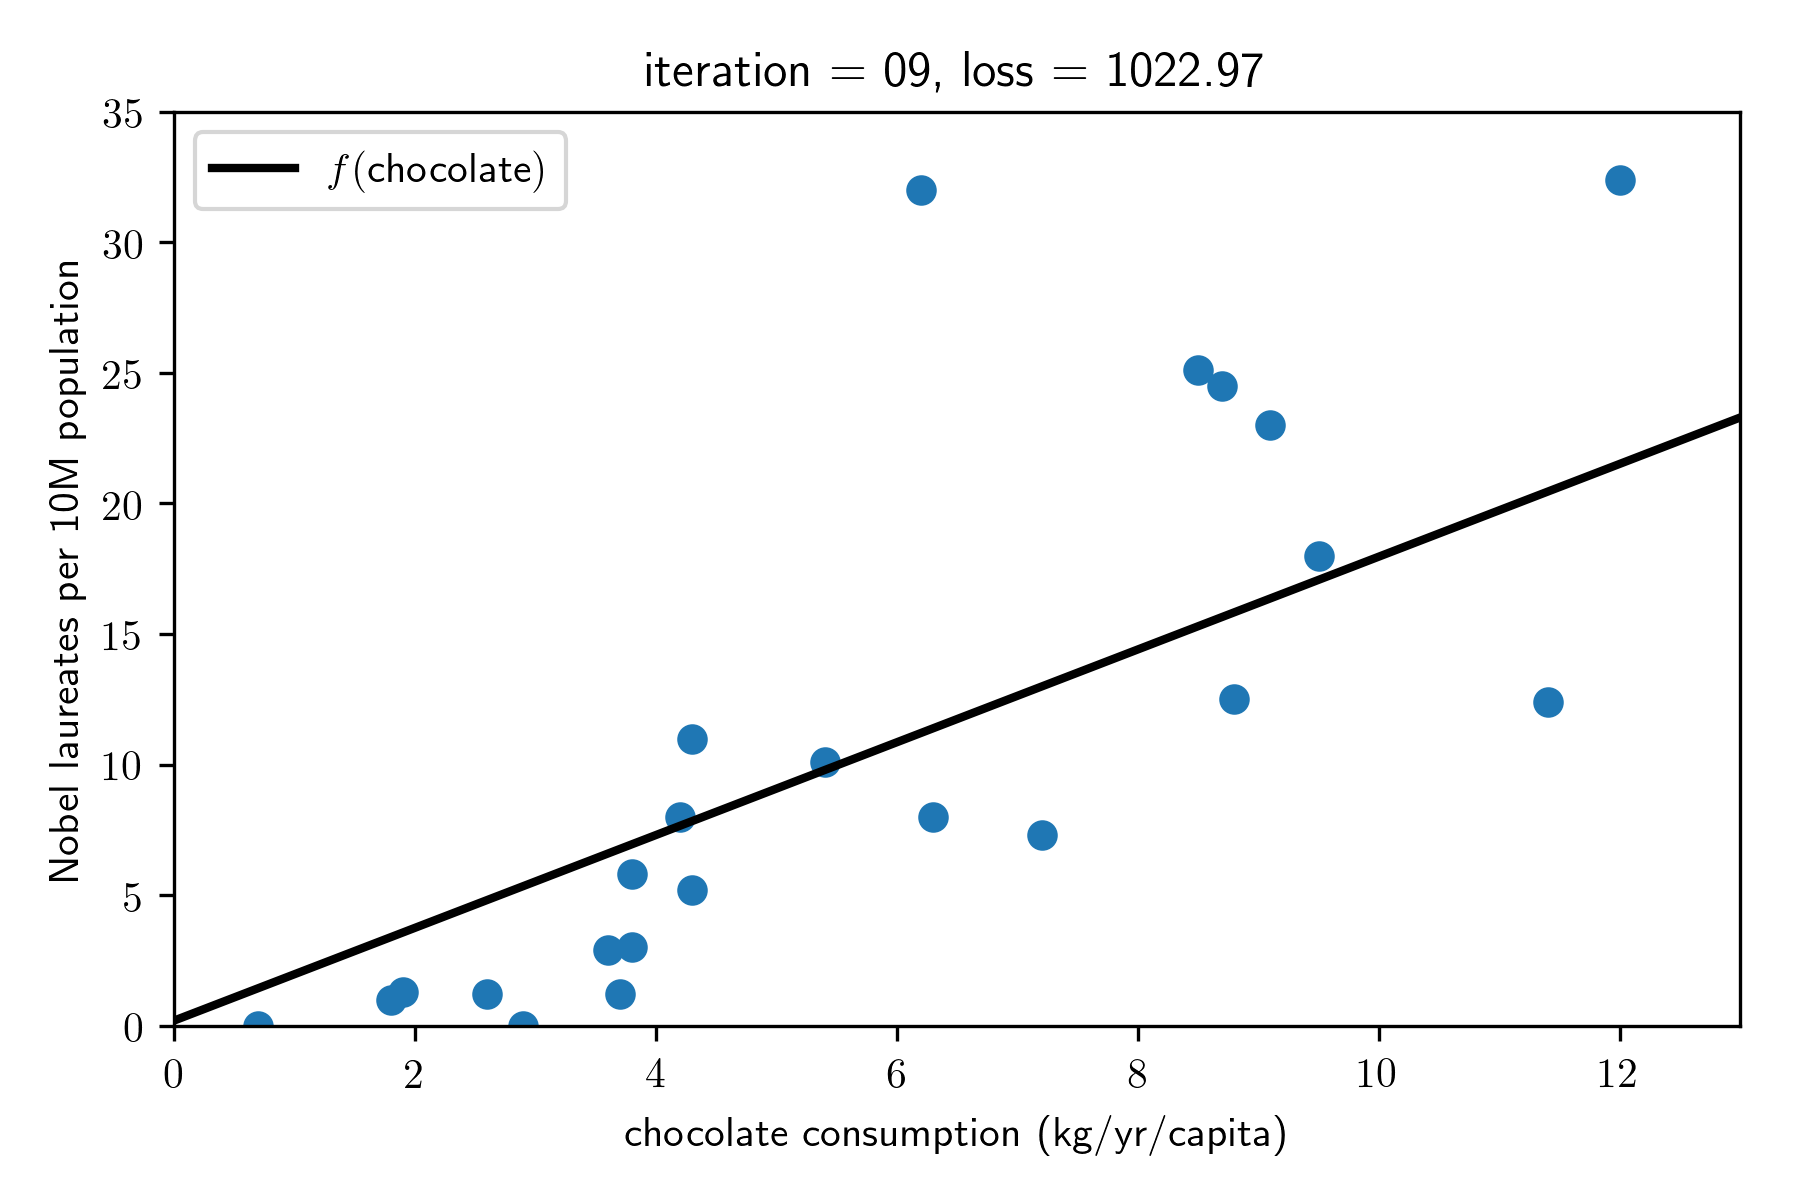 iteration = 09, loss = 1022.97
f(chocolate)
Nobel laureates per 10M population
35
30
25
20
15
10
5
0
0 2 4 6 8 10 12
chocolate consumption (kg/yr/capita)